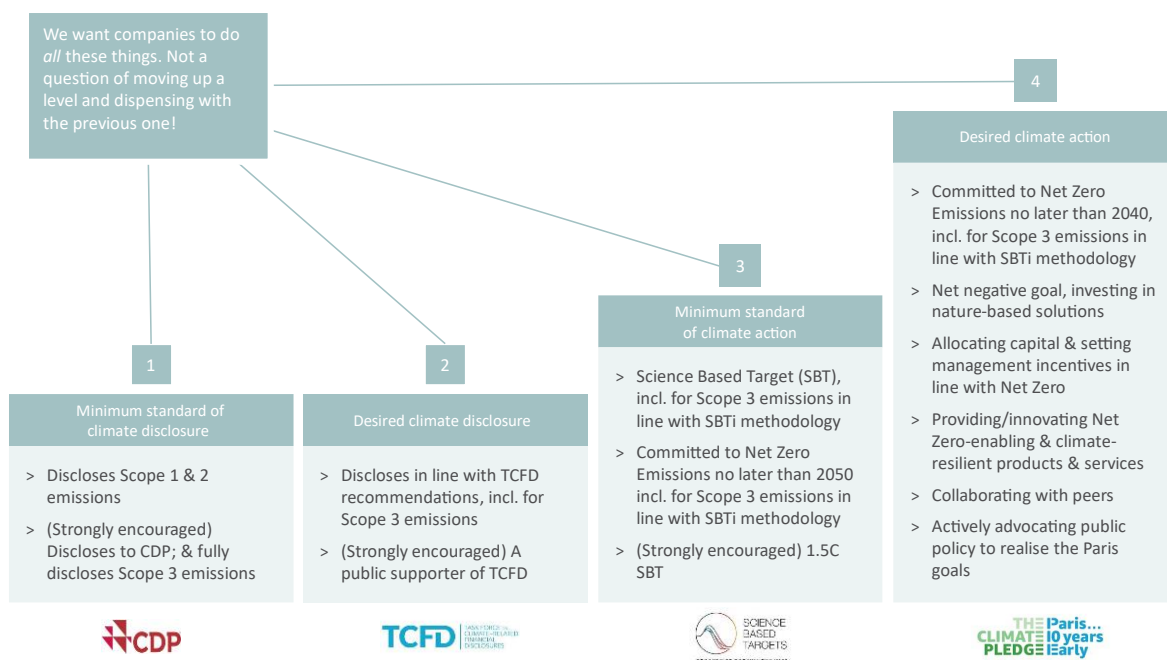 We want companies to do
all these things. Not a
question of moving up a
level and dispensing with
the previous one!
1
Minimum standard of
climate disclosure
> Discloses Scope 1 & 2
emissions
> (Strongly encouraged)
Discloses to CDP; & fully
discloses Scope 3 emissions
CDP
2
Desired climate disclosure
> Discloses in line with TCFD
recommendations, incl. for
Scope 3 emissions
> (Strongly encouraged) A
public supporter of TCFD
TCFD
TASK FORCE ON
CLIMATE-RELATED
FINANCIAL
DISCLOSURES
3
Minimum standard
of climate action
> Science Based Target (SBT),
incl. for Scope 3 emissions in
line with SBTi methodology
> Committed to Net Zero
Emissions no later than 2050
incl. for Scope 3 emissions in
line with SBTi methodology
> (Strongly encouraged) 1.5C
SBT
SCIENCE
BASED
TARGETS
4
Desired climate action
> Committed to Net Zero
Emissions no later than 2040,
incl. for Scope 3 emissions in
line with SBTi methodology
> Net negative goal, investing in
nature-based solutions
> Allocating capital & setting
management incentives in
line with Net Zero
> Providing/innovating Net
Zero-enabling & climate-
resilient products & services
> Collaborating with peers
> Actively advocating public
policy to realise the Paris
goals
THE Paris...
CLIMATE 10 years
PLEDGE Early